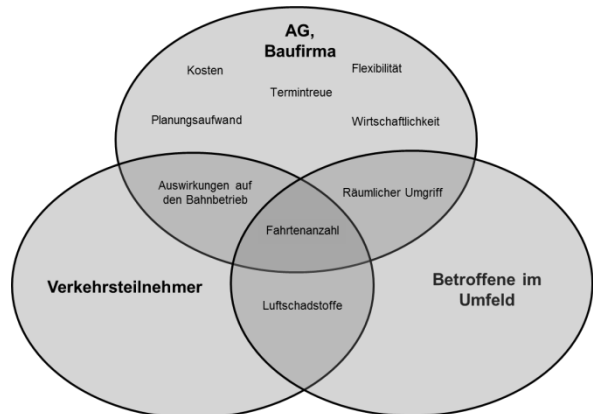 AG,
Baufirma
Kosten
Flexibilität
Termintreue
Planungsaufwand
Wirtschaftlichkeit
Auswirkungen auf
den Bahnbetrieb
Räumlicher Umgriff
Fahrtenanzahl
Verkehrsteilnehmer
Betroffene im
Umfeld
Luftschadstoffe